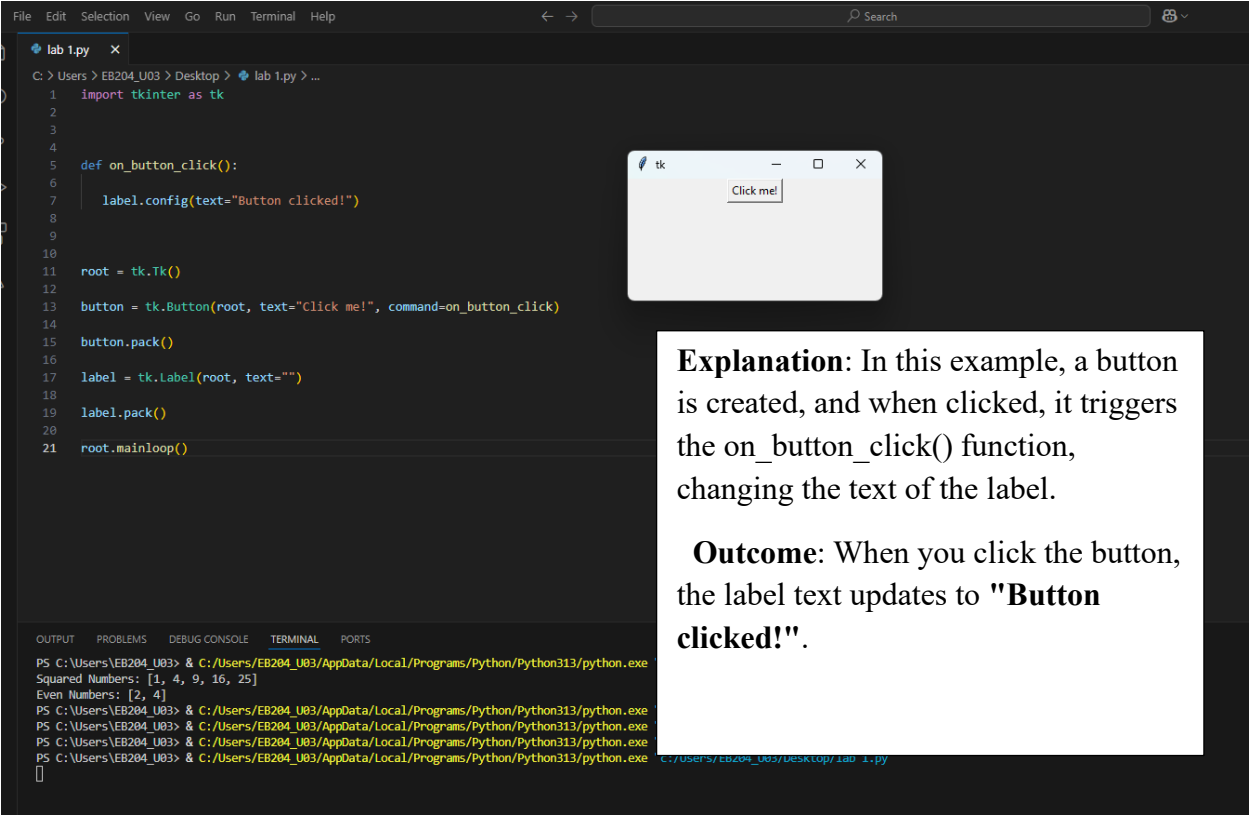 File Edit Selection View Go Run Terminal Help
Search
lab 1.py
C: > Users > EB204_U03 > Desktop > lab 1.py > ...
1 import tkinter as tk
2
3
4
5 def on_button_click():
6
7 label.config(text="Button clicked!")
8
9
10
11 root = tk.Tk()
12
13 button = tk.Button(root, text="Click me!", command=on_button_click)
14
15 button.pack()
16
17 label = tk.Label(root, text="")
18
19 label.pack()
20
21 root.mainloop()
tk
Click me!
Explanation: In this example, a button
is created, and when clicked, it triggers
the on_button_click() function,
changing the text of the label.
Outcome: When you click the button,
the label text updates to "Button
clicked!".
OUTPUT PROBLEMS DEBUG CONSOLE TERMINAL PORTS
PS C:\Users\EB204_U03> & C:/Users/EB204_U03/AppData/Local/Programs/Python/Python313/python.exe
Squared Numbers: [1, 4, 9, 16, 25]
Even Numbers: [2, 4]
PS C:\Users\EB204_U03> & C:/Users/EB204_U03/AppData/Local/Programs/Python/Python313/python.exe
PS C:\Users\EB204_U03> & C:/Users/EB204_U03/AppData/Local/Programs/Python/Python313/python.exe
PS C:\Users\EB204_U03> & C:/Users/EB204_U03/AppData/Local/Programs/Python/Python313/python.exe
PS C:\Users\EB204_U03> & C:/Users/EB204_U03/AppData/Local/Programs/Python/Python313/python.exe "c:/Users/EB204_U03/Desktop/lab 1.py